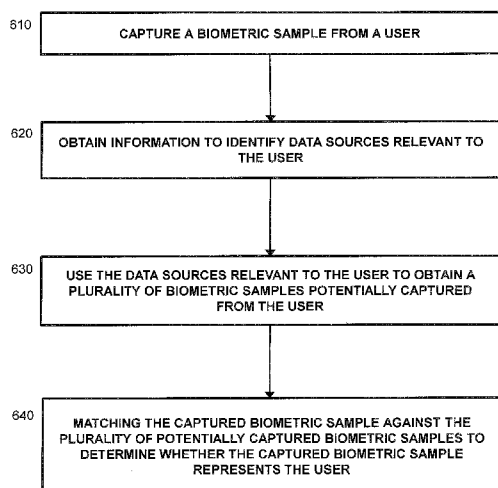 610
CAPTURE A BIOMETRIC SAMPLE FROM A USER
620
OBTAIN INFORMATION TO IDENTIFY DATA SOURCES RELEVANT TO
THE USER
630
USE THE DATA SOURCES RELEVANT TO THE USER TO OBTAIN A
PLURALITY OF BIOMETRIC SAMPLES POTENTIALLY CAPTURED
FROM THE USER
640
MATCHING THE CAPTURED BIOMETRIC SAMPLE AGAINST THE
PLURALITY OF POTENTIALLY CAPTURED BIOMETRIC SAMPLES TO
DETERMINE WHETHER THE CAPTURED BIOMETRIC SAMPLE
REPRESENTS THE USER